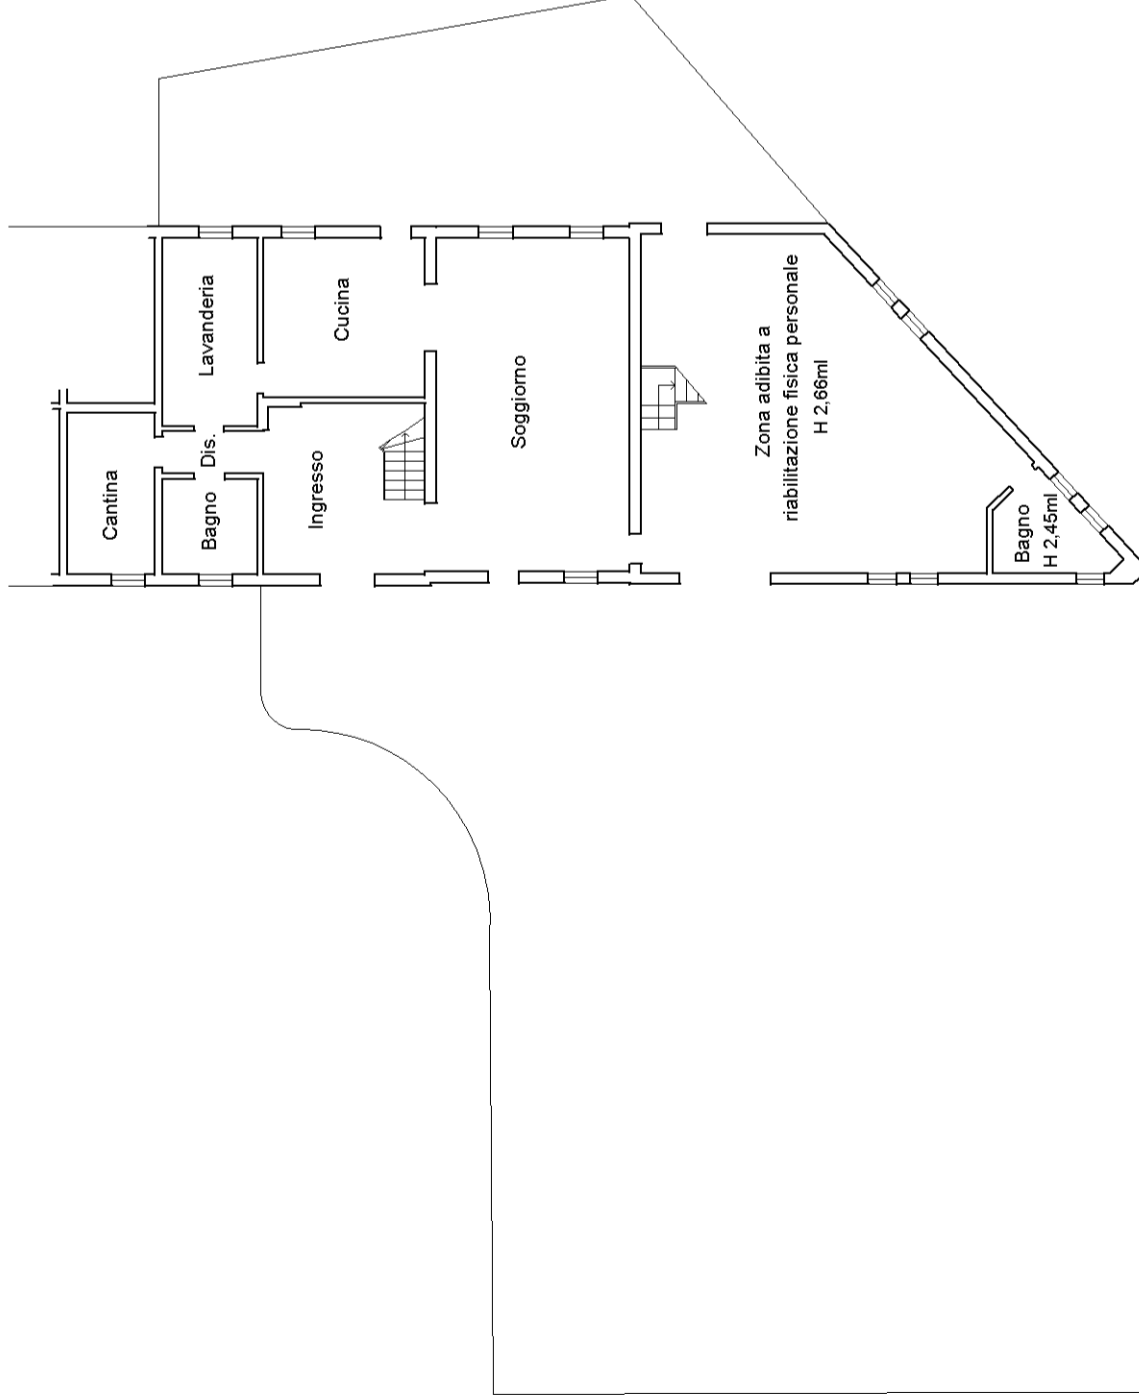 Cantina
Bagno
Dis.
Lavanderia
Ingresso
Cucina
Soggiorno
Zona adibita a
riabilitazione fisica personale
H 2,66ml
Bagno
H 2,45ml